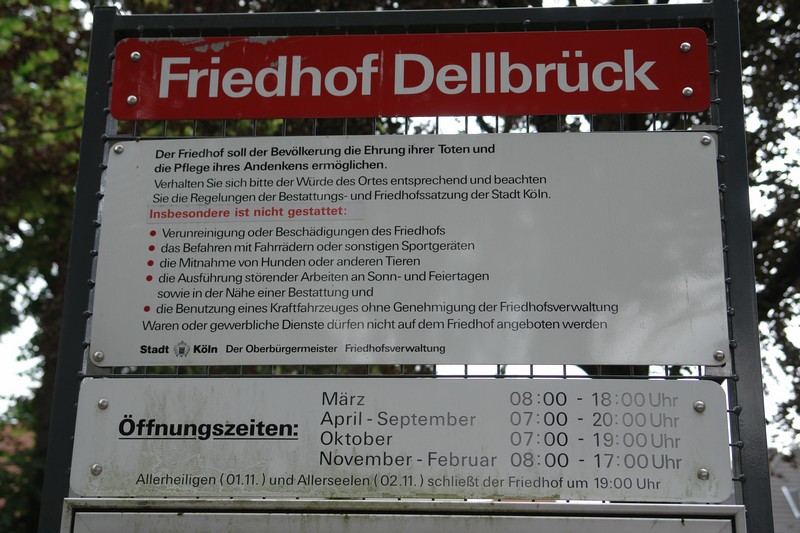 Friedhof Dellbrück
Der Friedhof soll der Bevölkerung die Ehrung ihrer Toten und
die Pflege ihres Andenkens ermöglichen.
Verhalten Sie sich bitte der Würde des Ortes entsprechend und beachten
Sie die Regelungen der Bestattungs- und Friedhofssatzung der Stadt Köln.
Insbesondere ist nicht gestattet:
• Verunreinigung oder Beschädigungen des Friedhofs
• das Befahren mit Fahrrädern oder sonstigen Sportgeräten
• die Mitnahme von Hunden oder anderen Tieren
• die Ausführung störender Arbeiten an Sonn- und Feiertagen
sowie in der Nähe einer Bestattung und
• die Benutzung eines Kraftfahrzeuges ohne Genehmigung der Friedhofsverwaltung
Waren oder gewerbliche Dienste dürfen nicht auf dem Friedhof angeboten werden
Stadt Köln Der Oberbürgermeister Friedhofsverwaltung
Öffnungszeiten:
März 08:00 - 18:00 Uhr
April - September 07:00 - 20:00 Uhr
Oktober 07:00 - 19:00 Uhr
November - Februar 08:00 - 17:00 Uhr
Allerheiligen (01.11.) und Allerseelen (02.11.) schließt der Friedhof um 19:00 Uhr